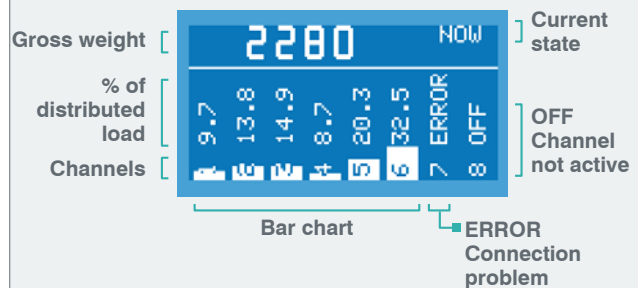 Gross weight
2280
NOW
Current
state
% of
distributed
load
9.7
13.8
14.9
8.7
20.3
32.5
ERROR
OFF
OFF
Channel
not active
Channels
1
4
5
6
7
8
Bar chart
ERROR
Connection
problem